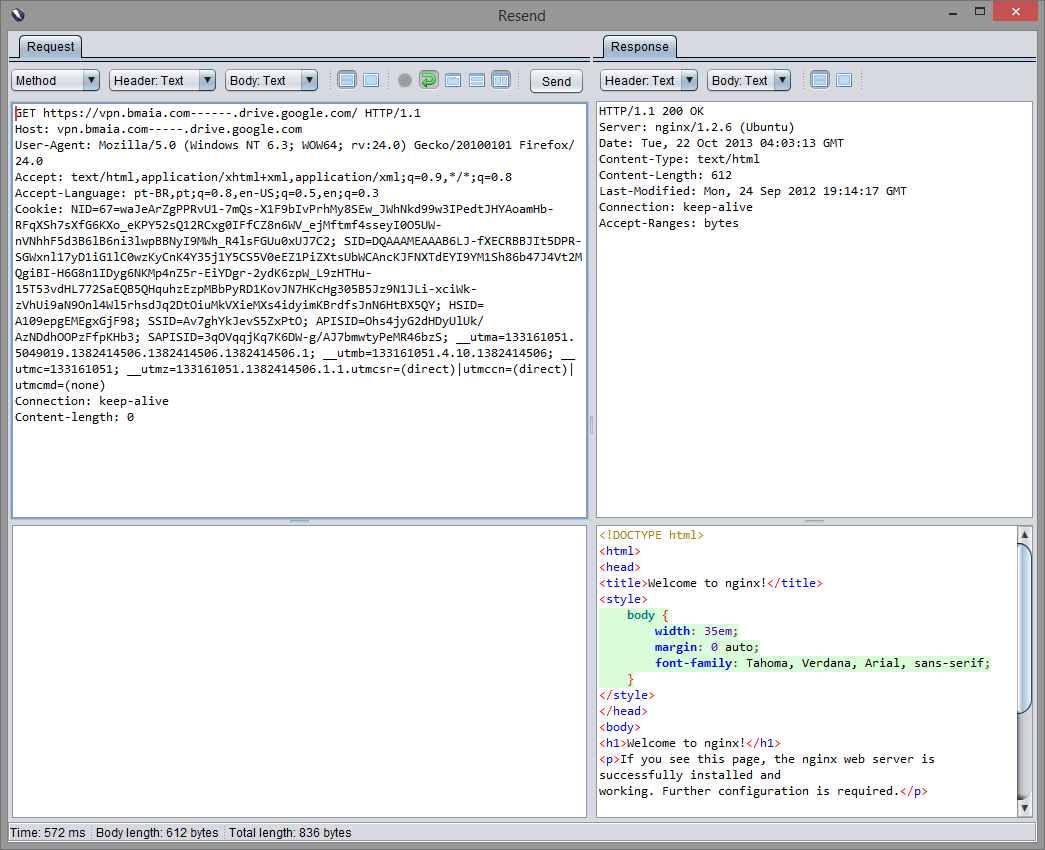 Resend
Request
Method Header: Text Body: Text Send
GET https://vpn.bmaia.com------.drive.google.com/ HTTP/1.1
Host: vpn.bmaia.com-----.drive.google.com
User-Agent: Mozilla/5.0 (Windows NT 6.3; WOW64; rv:24.0) Gecko/20100101 Firefox/
24.0
Accept: text/html,application/xhtml+xml,application/xml;q=0.9,*/*;q=0.8
Accept-Language: pt-BR,pt;q=0.8,en-US;q=0.5,en;q=0.3
Cookie: NID=67=waJeArZgPPRvU1-7mQs-X1F9bIvPrhMy8SEw_JWhNkd99w3IPedtJHYAoamHb-
RFqXSh7sXfG6KXo_eKPY52sQ12RCxg0IFfCZ8n6WV_ejMftmf4sseyI0O5UW-
nVNhhF5d3B6lB6ni3lwpBBNyI9MWh_R4lsFGUu0xUJ7C2; SID=DQAAAMEAAAB6LJ-fXECRBBJIt5DPR-
SGWxnl17yD1iG1lC0wzKyCnK4Y35j1Y5CS5V0eEZ1PiZXtsUbWCAncKJFNXTdEYI9YM1Sh86b47J4Vt2M
QgiBI-H6G8n1IDyg6NKMp4nZ5r-EiYDgr-2ydK6zpW_L9zHTHu-
15T53vdHL772SaEQB5QHquhzEzpMBbPyRD1KovJN7HKcHg305B5Jz9N1JLi-xciWk-
zVhUi9aN9Onl4Wl5rhsdJq2DtOiuMkVXieMXs4idyimKBrdfsJnN6HtBX5QY; HSID=
A109epgEMEgxGjF98; SSID=Av7ghYkJevS5ZxPtO; APISID=Ohs4jyG2dHDyUlUk/
AzNDdhOOPzFfpKHb3; SAPISID=3qOVqqjKq7K6DW-g/AJ7bmwtyPeMR46bzS; __utma=133161051.
5049019.1382414506.1382414506.1382414506.1; __utmb=133161051.4.10.1382414506; __
utmc=133161051; __utmz=133161051.1382414506.1.1.utmcsr=(direct)|utmccn=(direct)|
utmcmd=(none)
Connection: keep-alive
Content-length: 0
Response
Header: Text Body: Text
HTTP/1.1 200 OK
Server: nginx/1.2.6 (Ubuntu)
Date: Tue, 22 Oct 2013 04:03:13 GMT
Content-Type: text/html
Content-Length: 612
Last-Modified: Mon, 24 Sep 2012 19:14:17 GMT
Connection: keep-alive
Accept-Ranges: bytes
<!DOCTYPE html>
<html>
<head>
<title>Welcome to nginx!</title>
<style>
body {
width: 35em;
margin: 0 auto;
font-family: Tahoma, Verdana, Arial, sans-serif;
}
</style>
</head>
<body>
<h1>Welcome to nginx!</h1>
<p>If you see this page, the nginx web server is
successfully installed and
working. Further configuration is required.</p>
Time: 572 ms Body length: 612 bytes Total length: 836 bytes